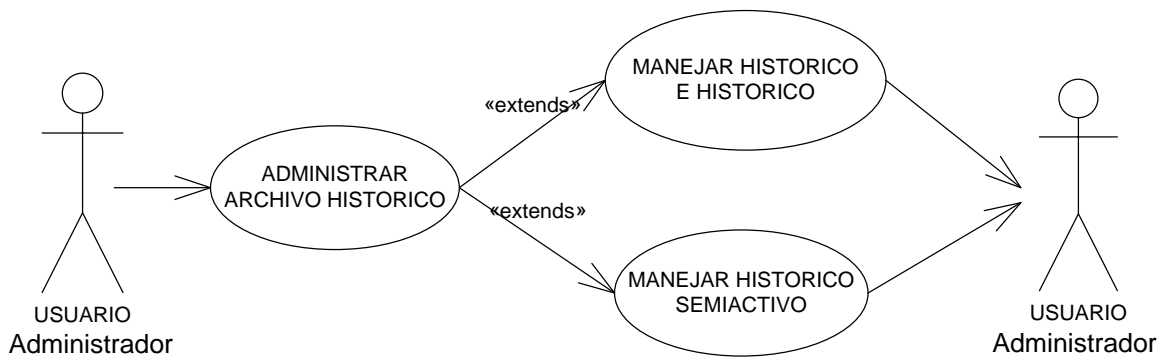 MANEJAR HISTORICO
E HISTORICO
«extends»
ADMINISTRAR
ARCHIVO HISTORICO
«extends»
MANEJAR HISTORICO
SEMIACTIVO
USUARIO
Administrador
USUARIO
Administrador